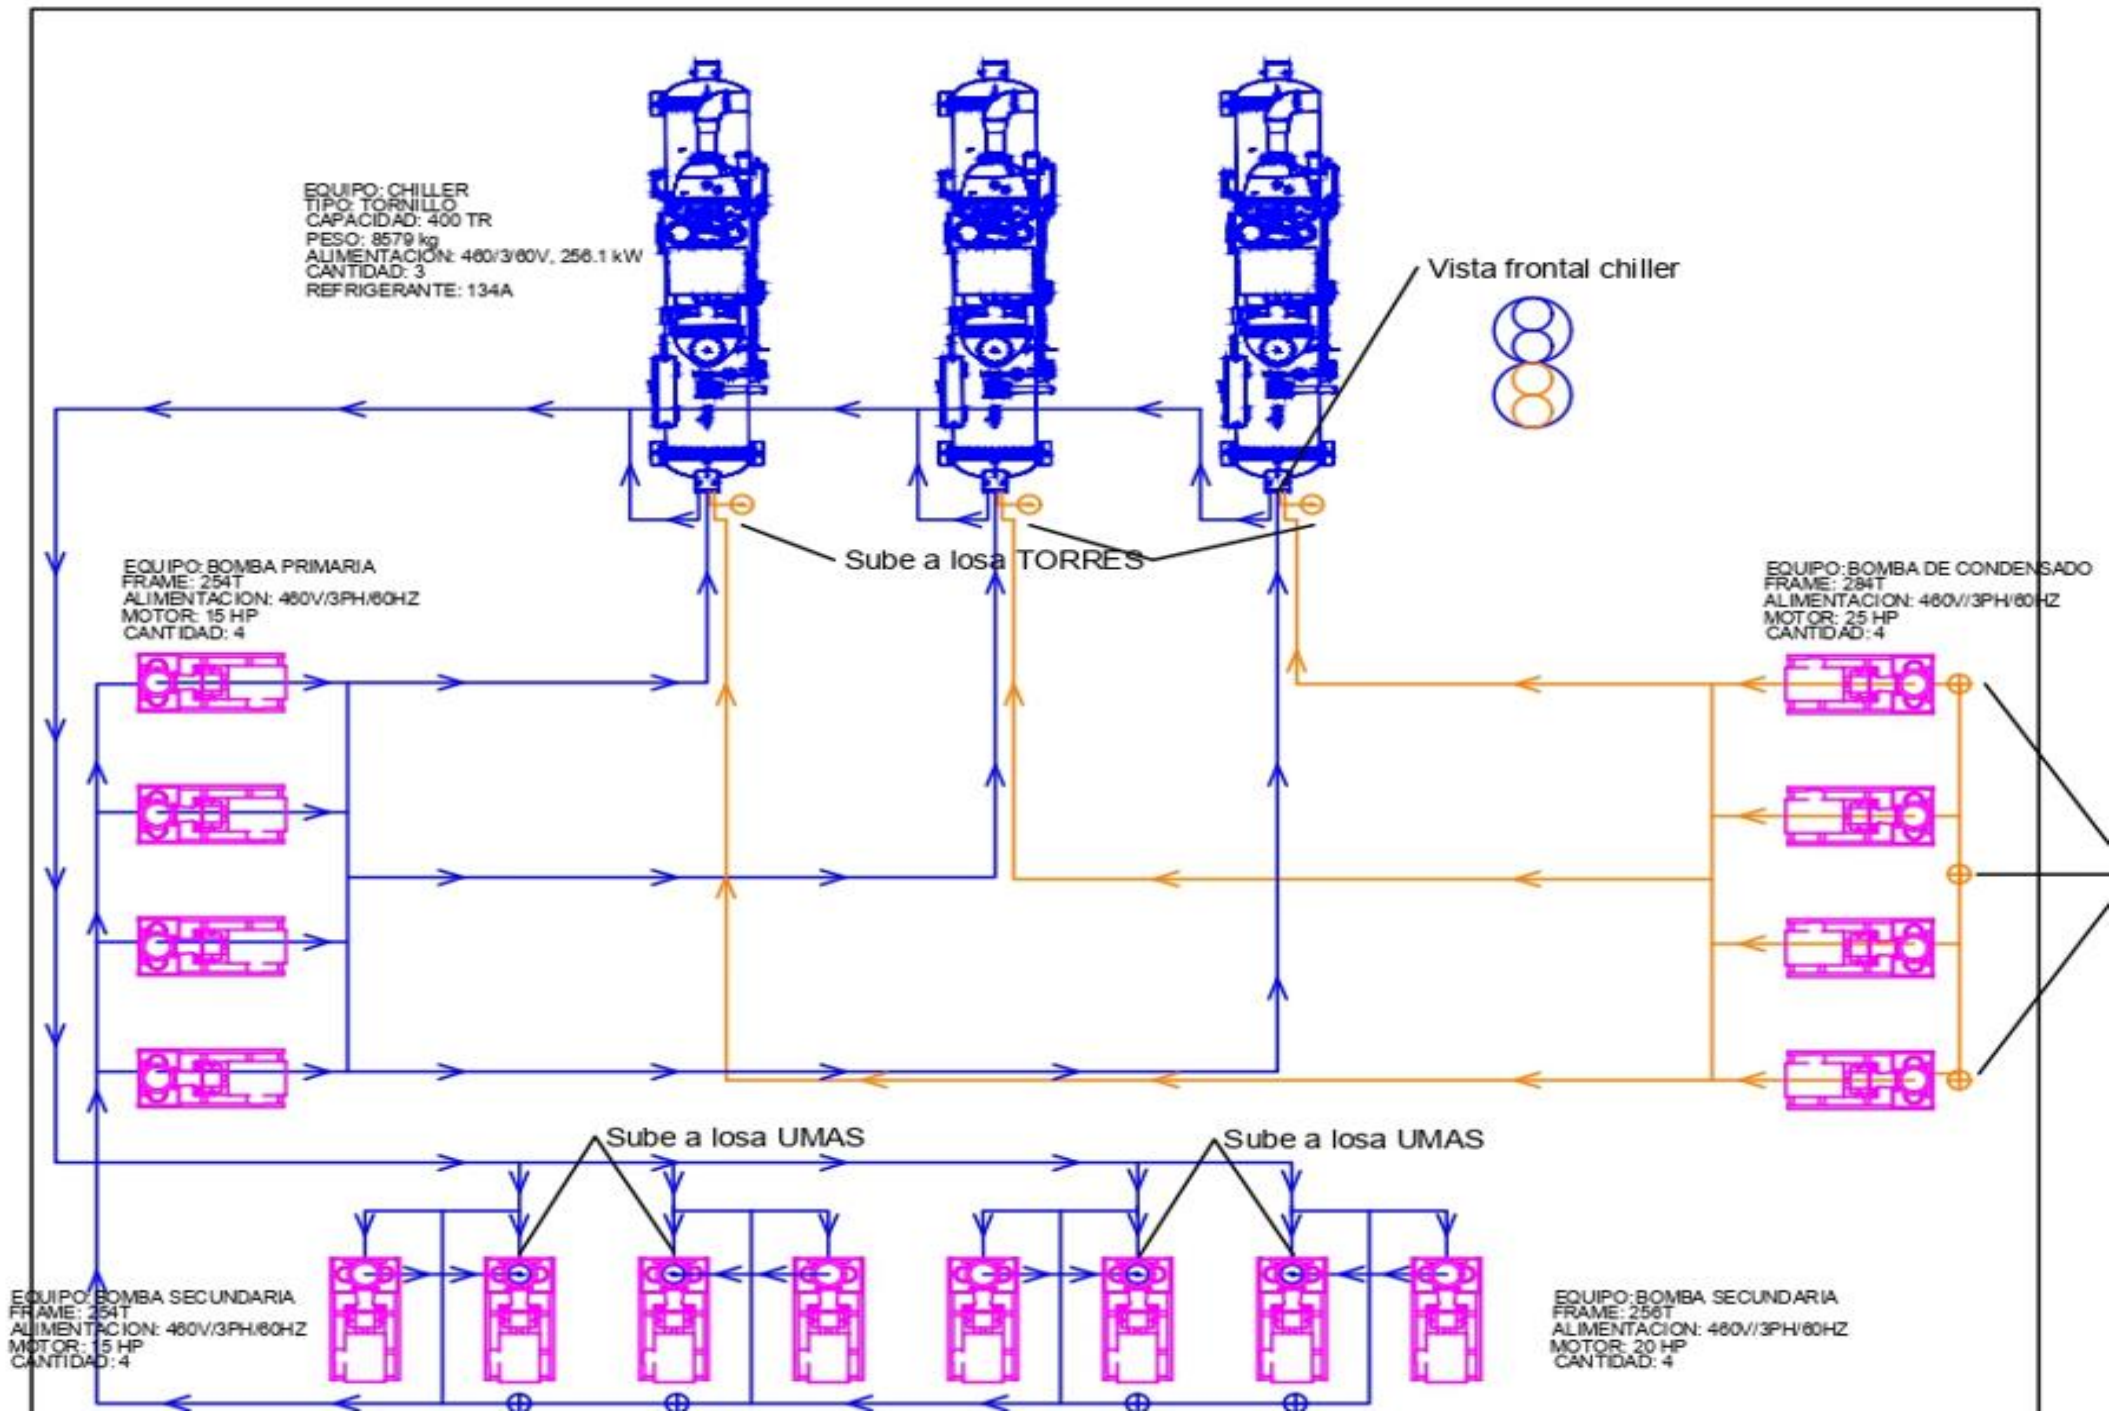 EQUIPO: CHILLER
TIPO: TORNILLO
CAPACIDAD: 400 TR
PESO: 8579 kg
ALIMENTACION: 460/3/60V, 256.1 kW
CANTIDAD: 3
REFRIGERANTE: 134A
Vista frontal chiller
Sube a losa TORRES
EQUIPO: BOMBA PRIMARIA
FRAME: 254T
ALIMENTACION: 460V/3PH/60HZ
MOTOR: 15 HP
CANTIDAD: 4
EQUIPO: BOMBA DE CONDENSADO
FRAME: 284T
ALIMENTACION: 460V/3PH/60HZ
MOTOR: 25 HP
CANTIDAD: 4
Sube a losa UMAS
Sube a losa UMAS
EQUIPO: BOMBA SECUNDARIA
FRAME: 254T
ALIMENTACION: 460V/3PH/60HZ
MOTOR: 15 HP
CANTIDAD: 4
EQUIPO: BOMBA SECUNDARIA
FRAME: 256T
ALIMENTACION: 460V/3PH/60HZ
MOTOR: 20 HP
CANTIDAD: 4